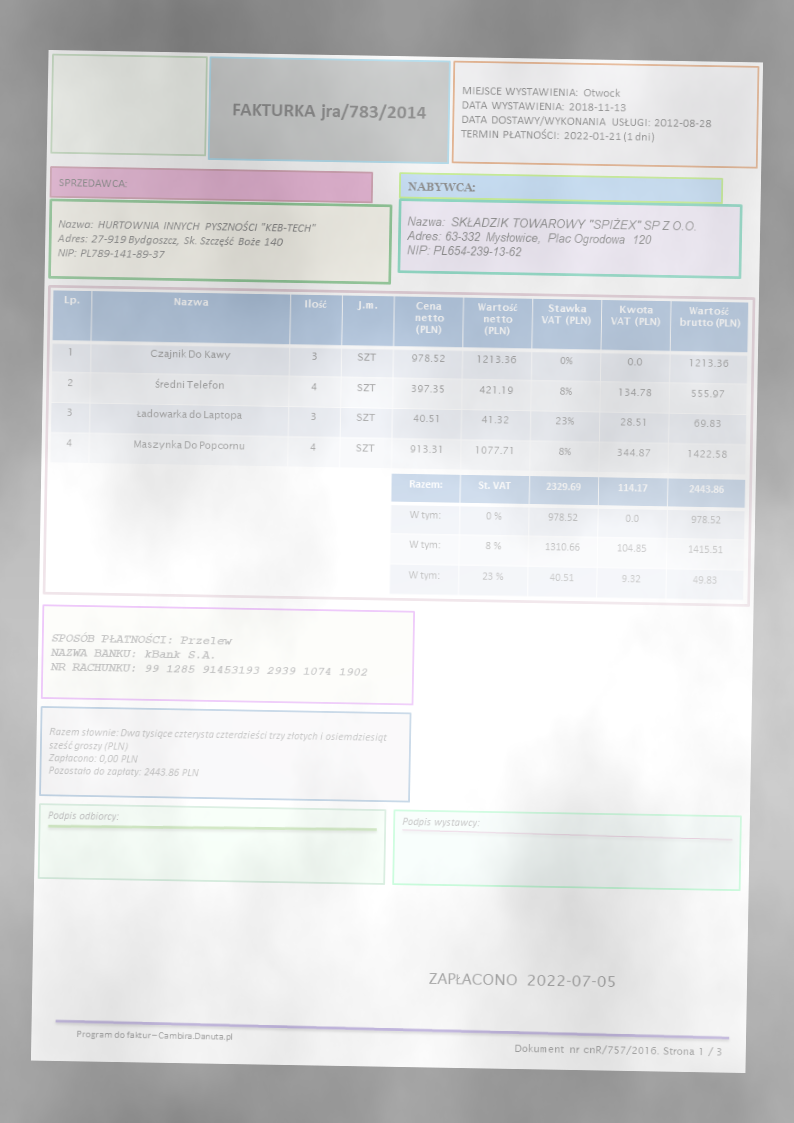 FAKTURKA jra/783/2014
MIEJSCE WYSTAWIENIA: Otwock
DATA WYSTAWIENIA: 2018-11-13
DATA DOSTAWY/WYKONANIA USŁUGI: 2012-08-28
TERMIN PŁATNOŚCI: 2022-01-21 (1 dni)
SPRZEDAWCA:
Nazwa: HURTOWNIA INNYCH PYSZNOŚCI "KEB-TECH"
Adres: 27-919 Bydgoszcz, Sk. Szczęść Boże 140
NIP: PL789-141-89-37
NABYWCA:
Nazwa: SKŁADZIK TOWAROWY "SPIŻEX" SP Z O.O.
Adres: 63-332 Mysłowice, Plac Ogrodowa 120
NIP: PL654-239-13-62
Lp. Nazwa Ilość J.m. Cena netto (PLN) Wartość netto (PLN) Stawka VAT (PLN) Kwota VAT (PLN) Wartość brutto (PLN)
1 Czajnik Do Kawy 3 SZT 978.52 1213.36 0% 0.0 1213.36
2 Średni Telefon 4 SZT 397.35 421.19 8% 134.78 555.97
3 Ładowarka do Laptopa 3 SZT 40.51 41.32 23% 28.51 69.83
4 Maszynka Do Popcornu 4 SZT 913.31 1077.71 8% 344.87 1422.58
Razem: St. VAT 2329.69 114.17 2443.86
W tym: 0 % 978.52 0.0 978.52
W tym: 8 % 1310.66 104.85 1415.51
W tym: 23 % 40.51 9.32 49.83
SPOSÓB PŁATNOŚCI: Przelew
NAZWA BANKU: kBank S.A.
NR RACHUNKU: 99 1285 91453193 2939 1074 1902
Razem słownie: Dwa tysiące czterysta czterdzieści trzy złotych i osiemdziesiąt
sześć groszy (PLN)
Zapłacono: 0,00 PLN
Pozostało do zapłaty: 2443.86 PLN
Podpis odbiorcy:
Podpis wystawcy:
ZAPŁACONO 2022-07-05
Program do faktur – Cambira.Danuta.pl
Dokument nr cnR/757/2016. Strona 1 / 3